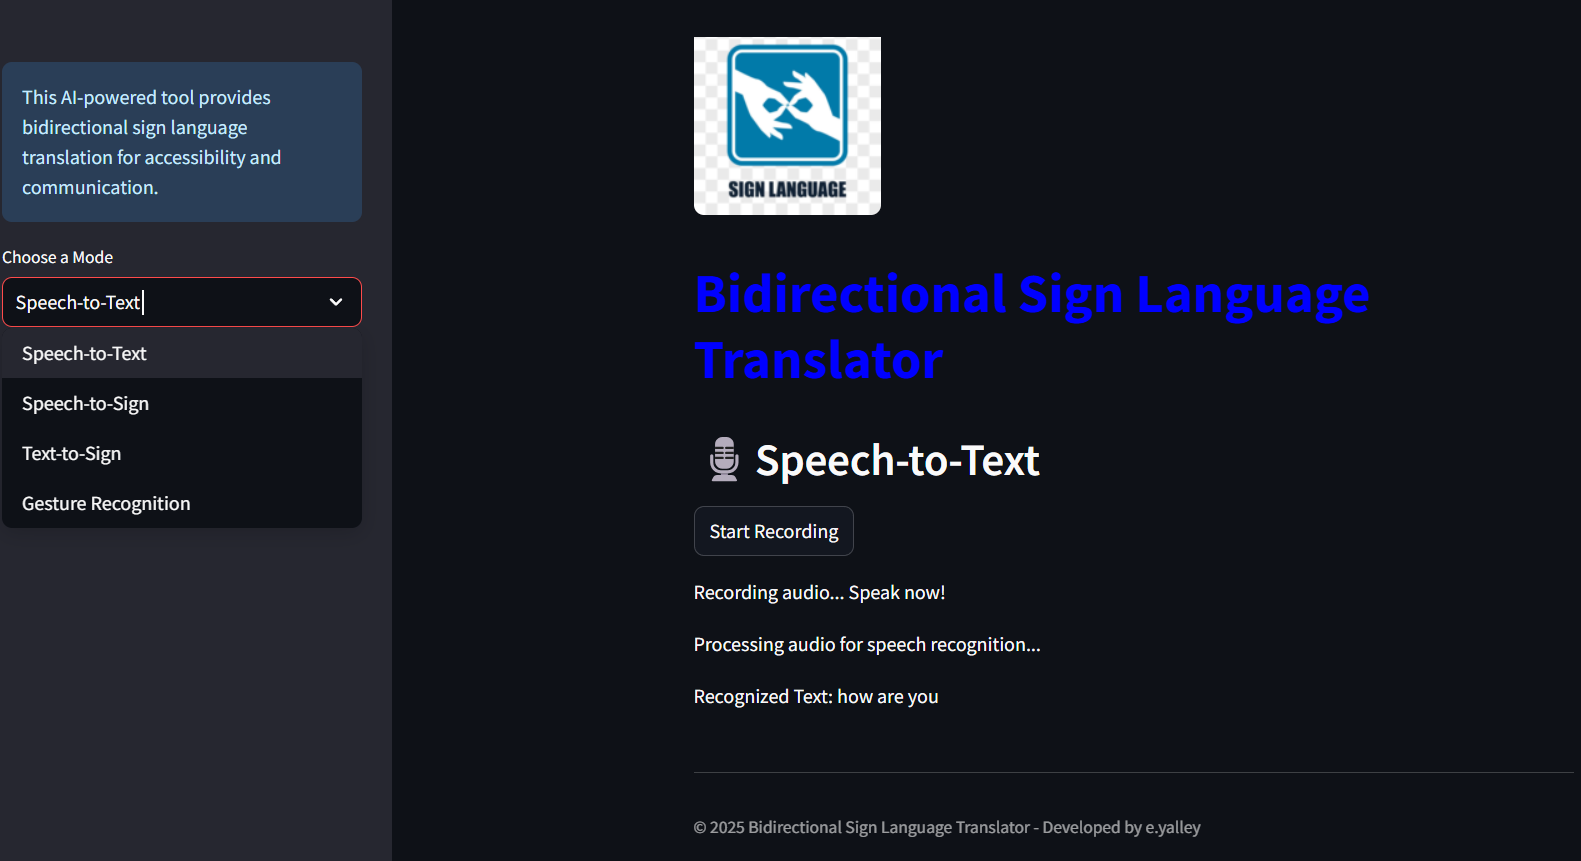 This AI-powered tool provides
bidirectional sign language
translation for accessibility and
communication.
Choose a Mode
Speech-to-Text
Speech-to-Text
Speech-to-Sign
Text-to-Sign
Gesture Recognition
SIGN LANGUAGE
Bidirectional Sign Language
Translator
Speech-to-Text
Start Recording
Recording audio... Speak now!
Processing audio for speech recognition...
Recognized Text: how are you
© 2025 Bidirectional Sign Language Translator - Developed by e.yalley